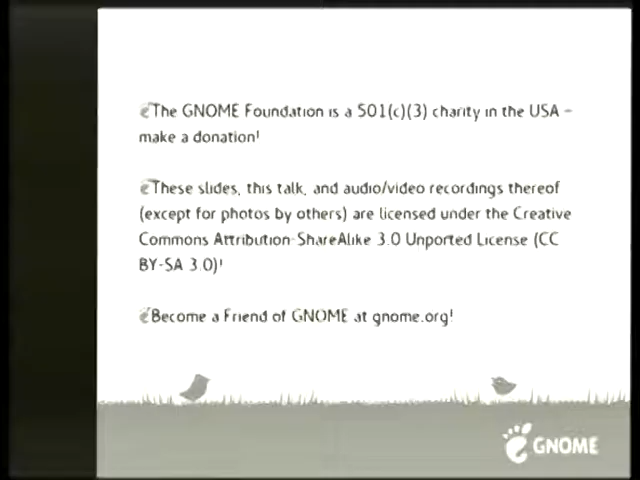 The GNOME Foundation is a 501(c)(3) charity in the USA –
make a donation!
These slides, this talk, and audio/video recordings thereof
(except for photos by others) are licensed under the Creative
Commons Attribution-ShareAlike 3.0 Unported License (CC
BY-SA 3.0)!
Become a Friend of GNOME at gnome.org!
GNOME